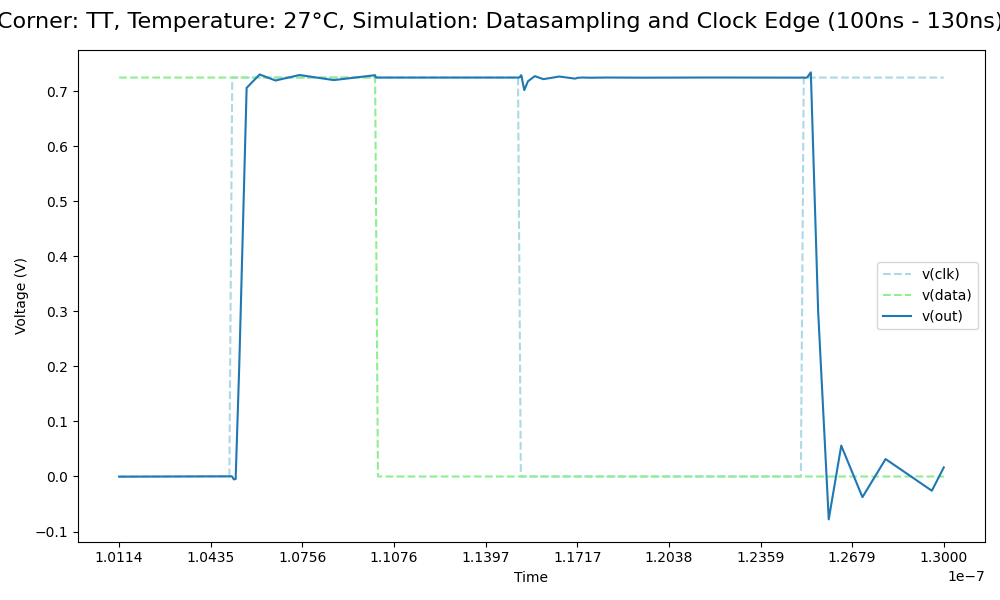 Corner: TT, Temperature: 27°C, Simulation: Datasampling and Clock Edge (100ns - 130ns)
0.7
0.6
0.5
0.4
0.3
0.2
0.1
0.0
−0.1
Voltage (V)
v(clk)
v(data)
v(out)
1.0114 1.0435 1.0756 1.1076 1.1397 1.1717 1.2038 1.2359 1.2679 1.3000
Time
1e−7